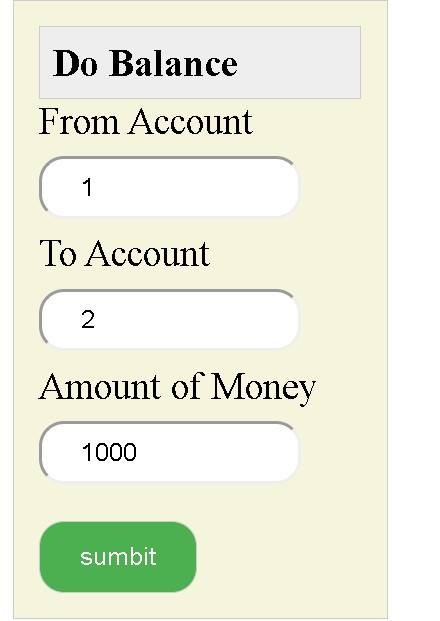 Do Balance
From Account
1
To Account
2
Amount of Money
1000
sumbit